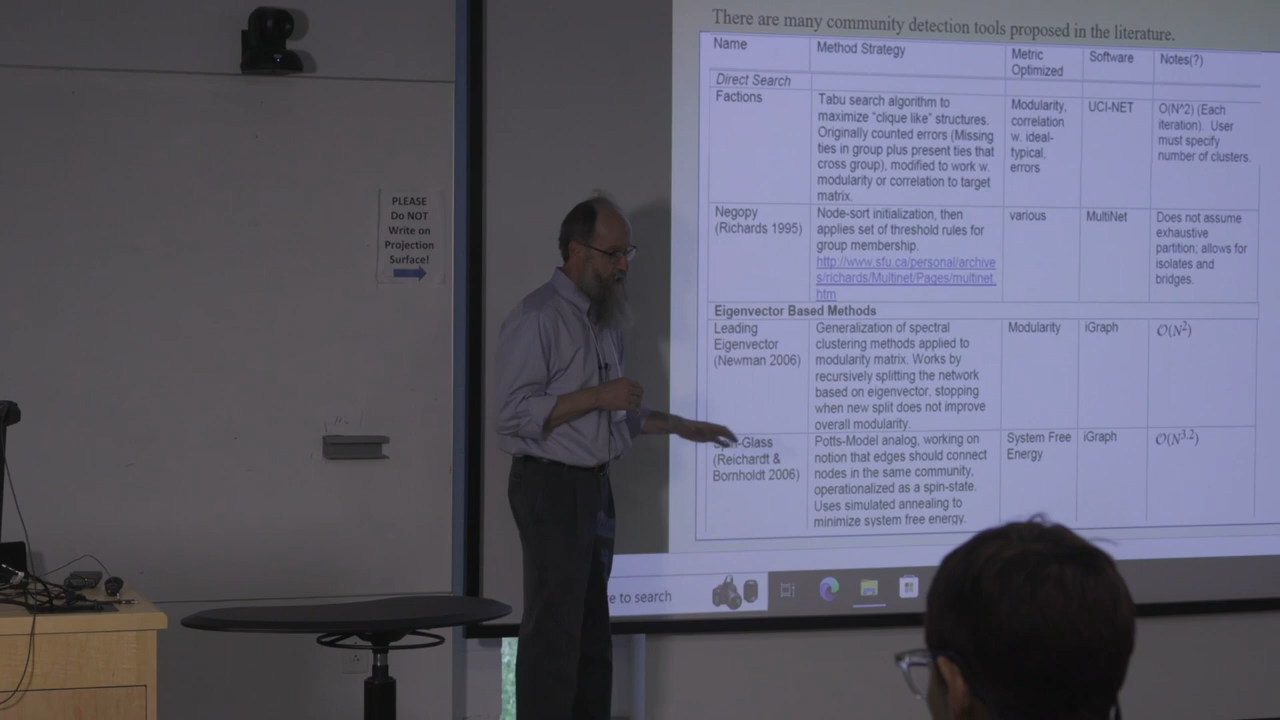 There are many community detection tools proposed in the literature.
Name
Method Strategy
Metric
Optimized
Software
Notes(?)
Direct Search
Factions
Tabu search algorithm to
maximize "clique like" structures.
Originally counted errors (Missing
ties in group plus present ties that
cross group), modified to work w.
modularity or correlation to target
matrix.
Modularity,
correlation
w. ideal-
typical,
errors
UCI-NET
O(N^2) (Each
iteration). User
must specify
number of clusters.
Negopy
(Richards 1995)
Node-sort initialization, then
applies set of threshold rules for
group membership.
http://www.sfu.ca/personal/archive
s/richards/Multinet/Pages/multinet.
htm
various
MultiNet
Does not assume
exhaustive
partition; allows for
isolates and
bridges.
Eigenvector Based Methods
Leading
Eigenvector
(Newman 2006)
Generalization of spectral
clustering methods applied to
modularity matrix. Works by
recursively splitting the network
based on eigenvector, stopping
when new split does not improve
overall modularity.
Modularity
iGraph
O(N²)
-Glass
(Reichardt &
Bornholdt 2006)
Potts-Model analog, working on
notion that edges should connect
nodes in the same community,
operationalized as a spin-state.
Uses simulated annealing to
minimize system free energy.
System Free
Energy
iGraph
O(N^3.2)
PLEASE
Do NOT
Write on
Projection
Surface!
e to search